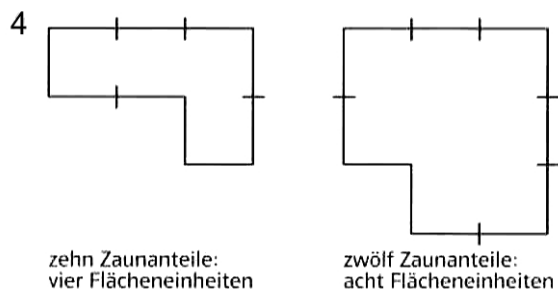 4
zehn Zaunanteile:
vier Flächeneinheiten
zwölf Zaunanteile:
acht Flächeneinheiten